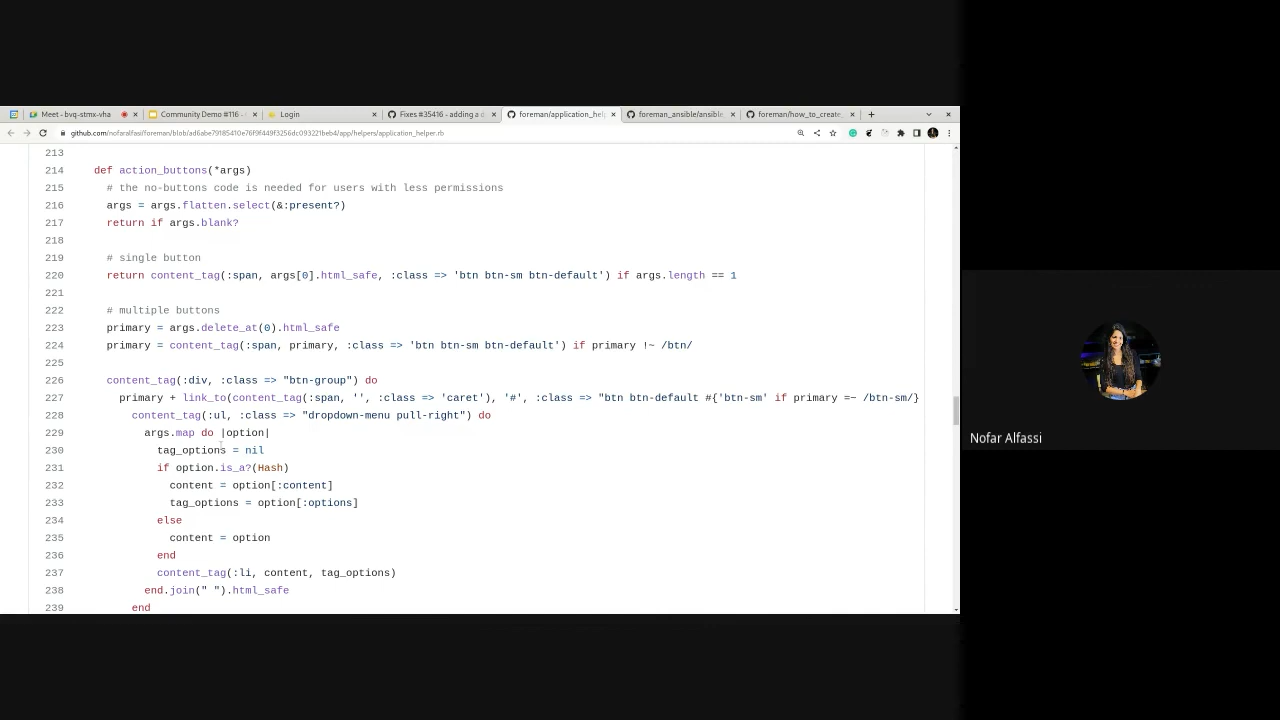 Meet - bvq-stmx-vha
Community Demo #116 -
Login
Fixes #35416 - adding a d
foreman/application_hel
foreman_ansible/ansible
foreman/how_to_create
github.com/nofaralfasi/foreman/blob/ad6abe79185410e76f9f449f3256dc093221beb4/app/helpers/application_helper.rb
213
214 def action_buttons(*args)
215 # the no-buttons code is needed for users with less permissions
216 args = args.flatten.select(&:present?)
217 return if args.blank?
218
219 # single button
220 return content_tag(:span, args[0].html_safe, :class => 'btn btn-sm btn-default') if args.length == 1
221
222 # multiple buttons
223 primary = args.delete_at(0).html_safe
224 primary = content_tag(:span, primary, :class => 'btn btn-sm btn-default') if primary !~ /btn/
225
226 content_tag(:div, :class => "btn-group") do
227 primary + link_to(content_tag(:span, '', :class => 'caret'), '#', :class => "btn btn-default #{'btn-sm' if primary =~ /btn-sm/}
228 content_tag(:ul, :class => "dropdown-menu pull-right") do
229 args.map do |option|
230 tag_options = nil
231 if option.is_a?(Hash)
232 content = option[:content]
233 tag_options = option[:options]
234 else
235 content = option
236 end
237 content_tag(:li, content, tag_options)
238 end.join(" ").html_safe
239 end
Nofar Alfassi